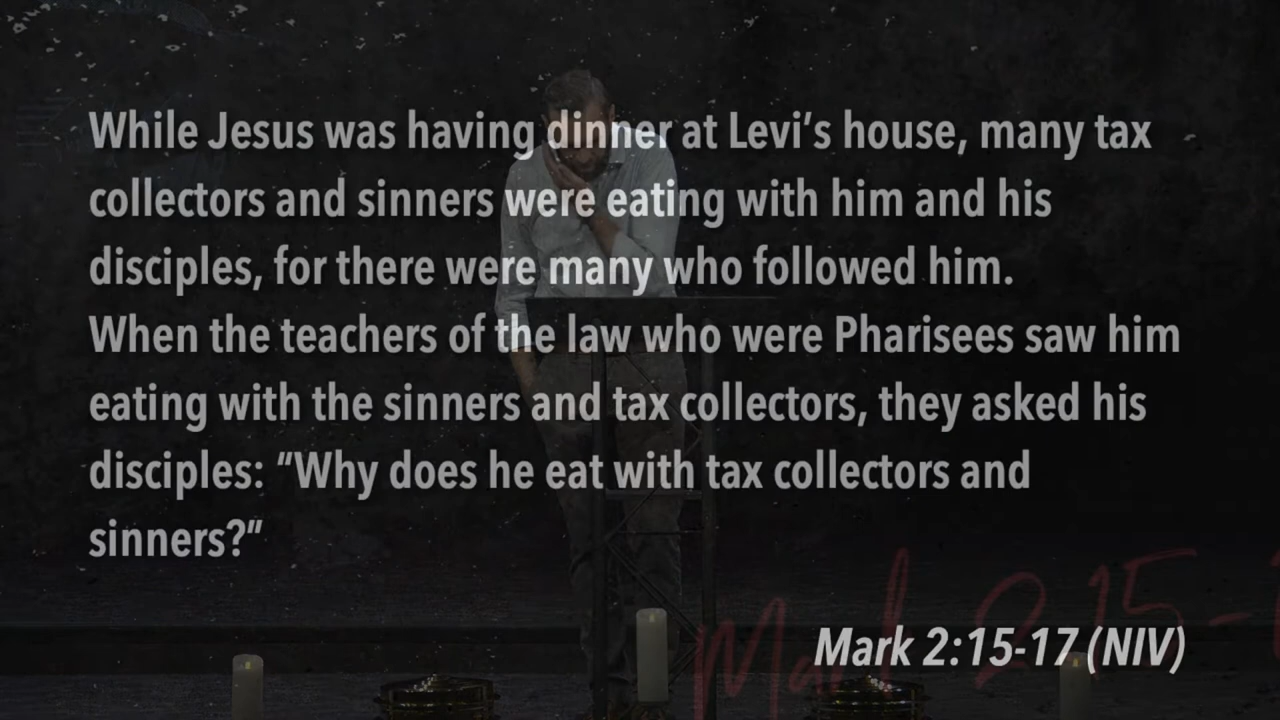 While Jesus was having dinner at Levi’s house, many tax
collectors and sinners were eating with him and his
disciples, for there were many who followed him.
When the teachers of the law who were Pharisees saw him
eating with the sinners and tax collectors, they asked his
disciples: “Why does he eat with tax collectors and
sinners?”
Mark 2:15-17 (NIV)
Mark 2:15-